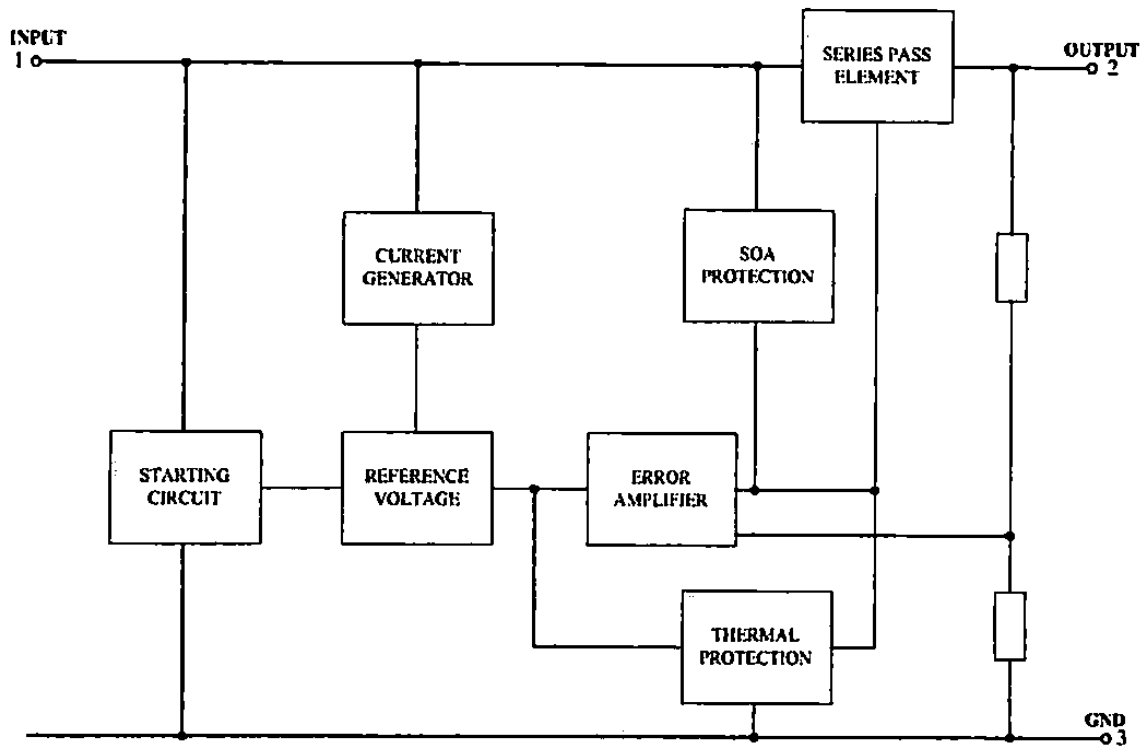 INPUT
1
SERIES PASS
ELEMENT
OUTPUT
2
CURRENT
GENERATOR
SOA
PROTECTION
STARTING
CIRCUIT
REFERENCE
VOLTAGE
ERROR
AMPLIFIER
THERMAL
PROTECTION
GND
3